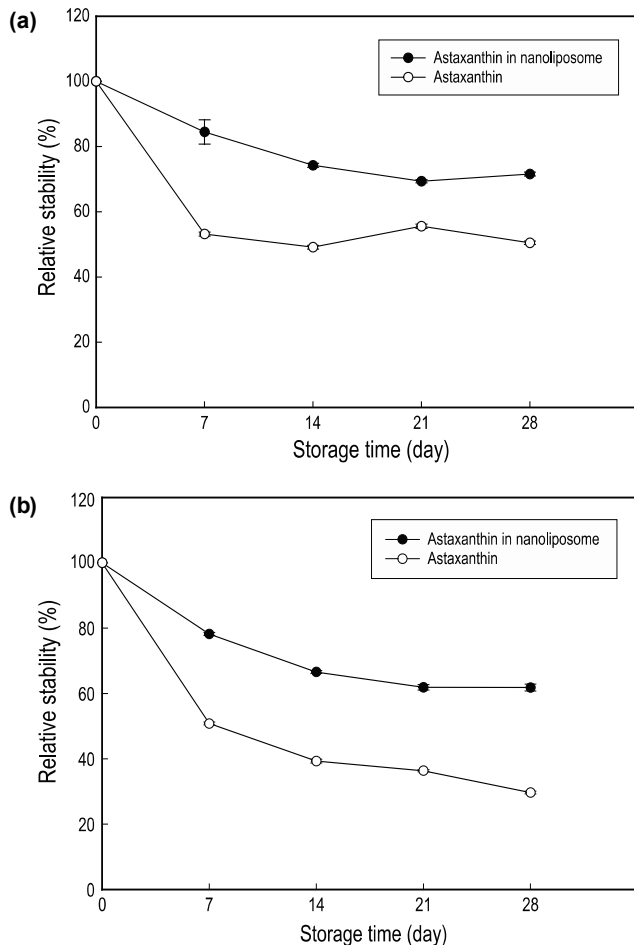 (a)
120
100
80
60
40
20
0
Relative stability (%)
Astaxanthin in nanoliposome
Astaxanthin
0 7 14 21 28
Storage time (day)
(b)
120
100
80
60
40
20
0
Relative stability (%)
Astaxanthin in nanoliposome
Astaxanthin
0 7 14 21 28
Storage time (day)